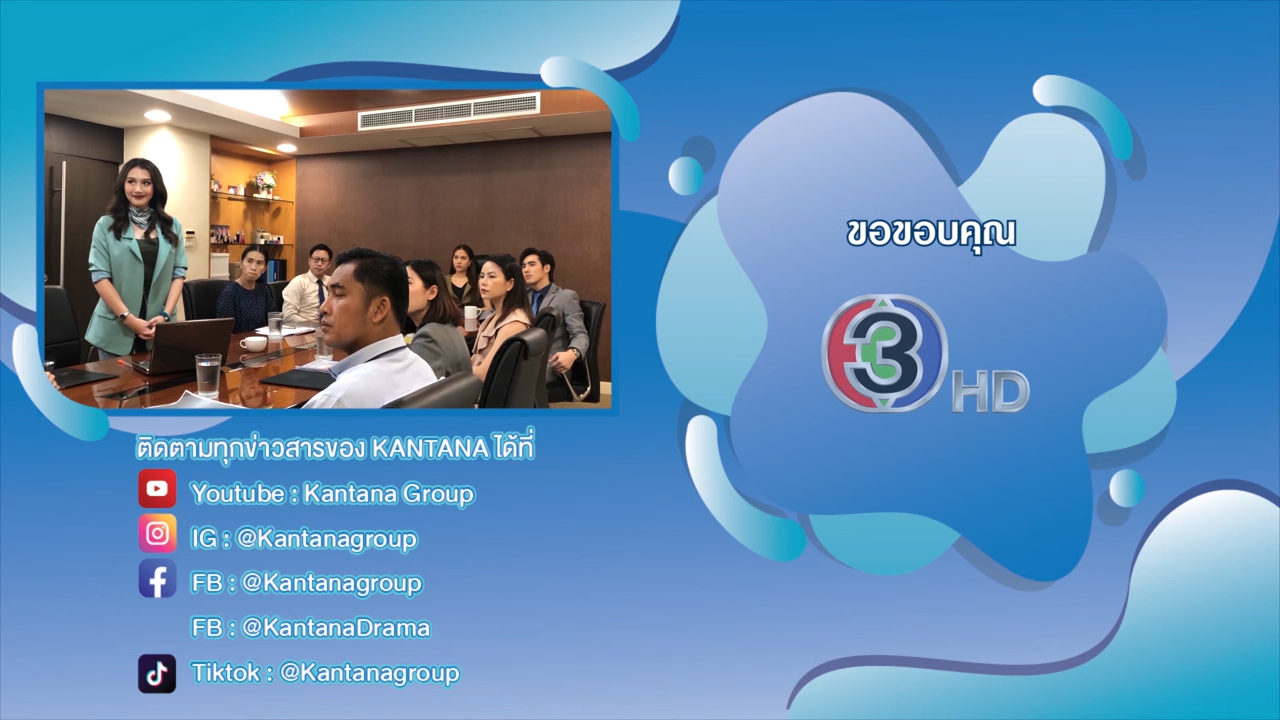 ขอขอบคุณ
3 HD
ติดตามทุกข่าวสารของ KANTANA ได้ที่
Youtube : Kantana Group
IG : @Kantanagroup
FB : @Kantanagroup
FB : @KantanaDrama
Tiktok : @Kantanagroup